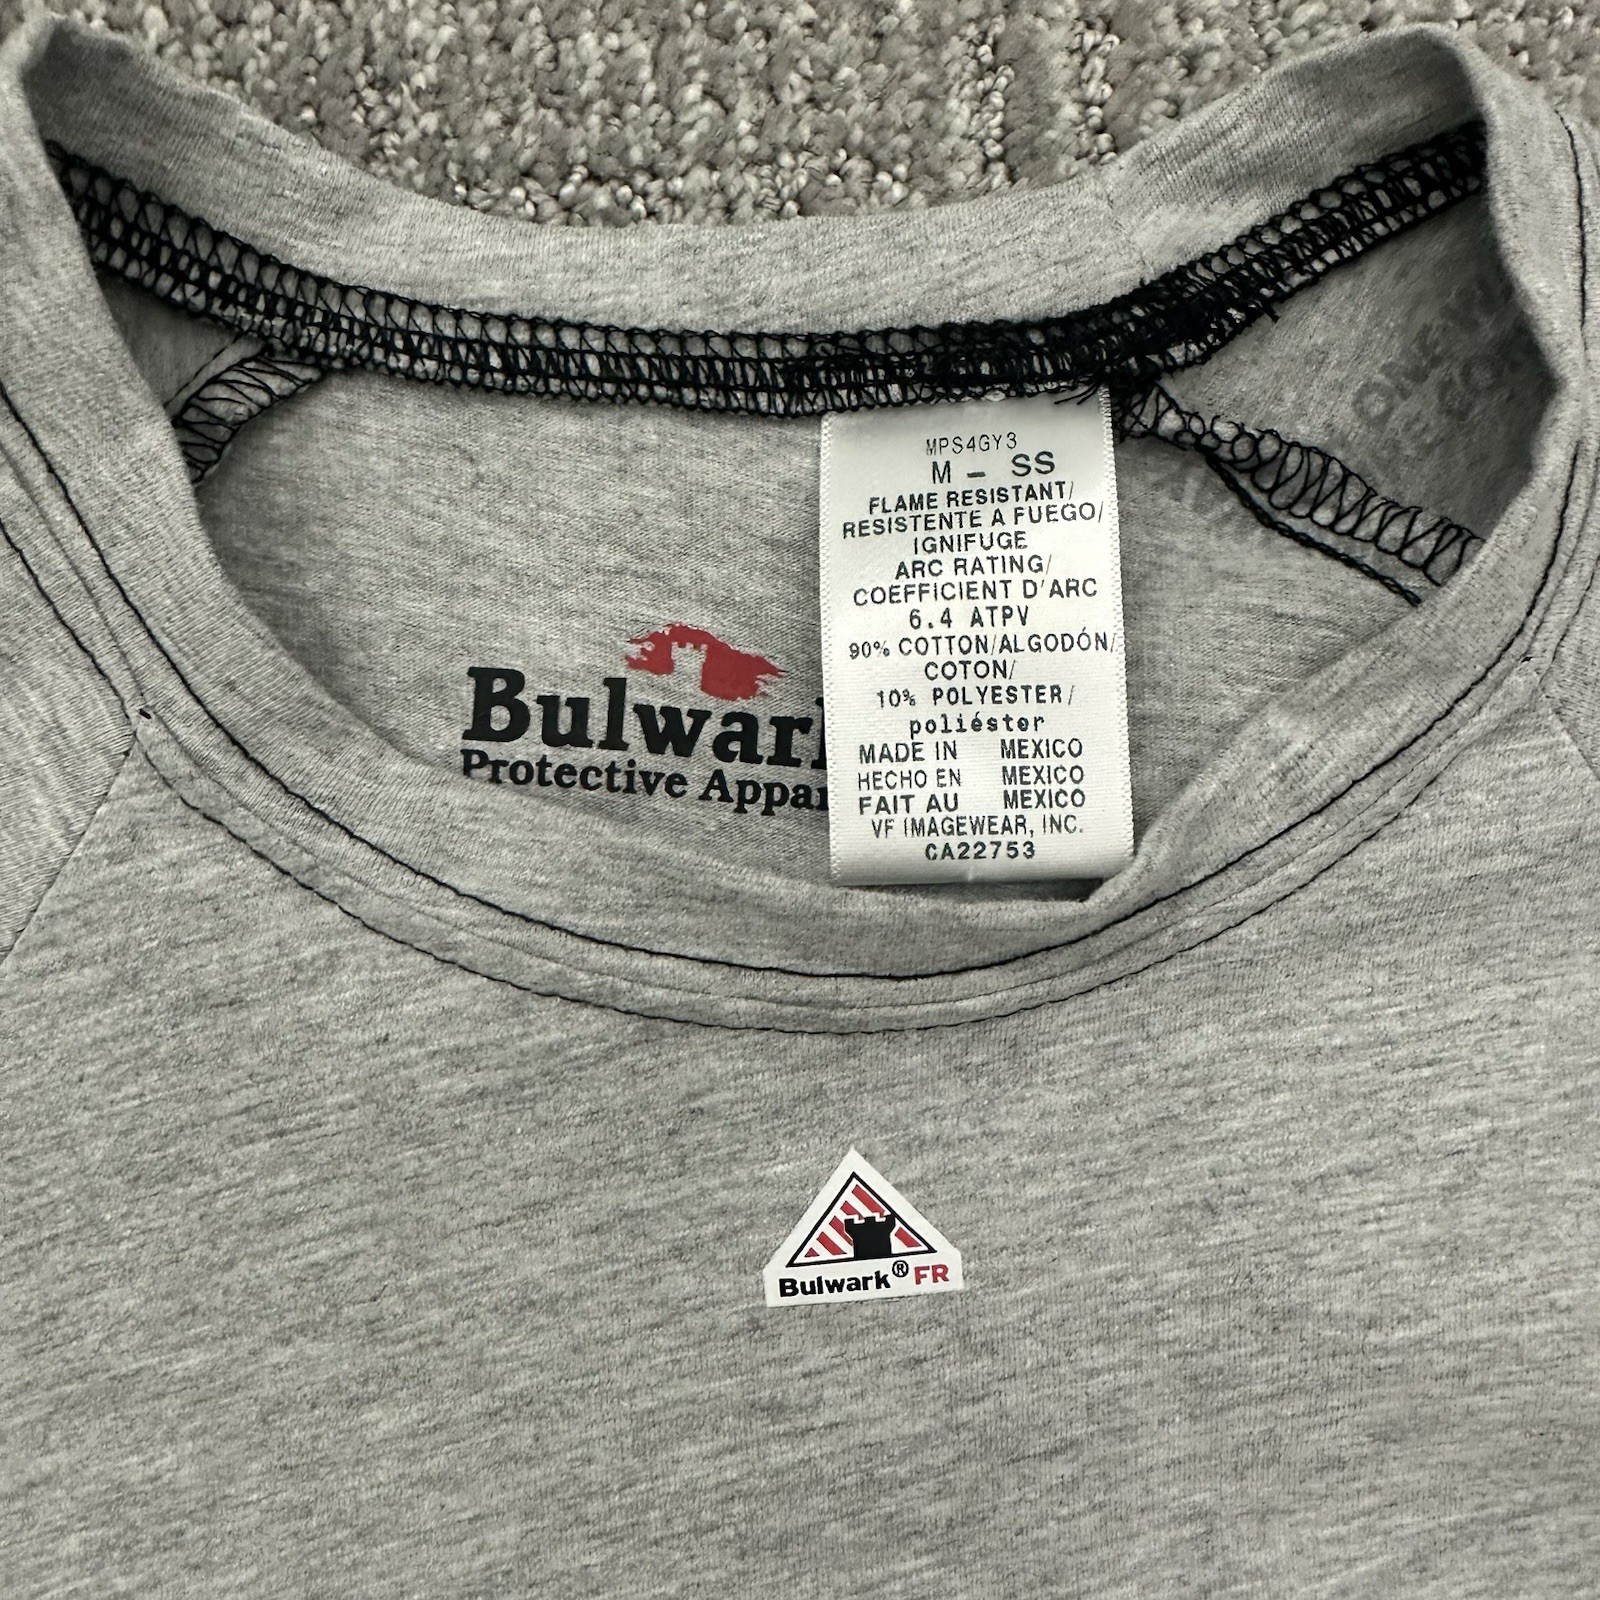 MPS4GY3
M - SS
FLAME RESISTANT/
RESISTENTE A FUEGO/
IGNIFUGE
ARC RATING/
COEFFICIENT D'ARC
6.4 ATPV
90% COTTON/ALGODÓN/
COTON/
10% POLYESTER/
poliéster
MADE IN MEXICO
HECHO EN MEXICO
FAIT AU MEXICO
VF IMAGEWEAR, INC.
CA22753
Bulwark
Protective
Bulwark® FR